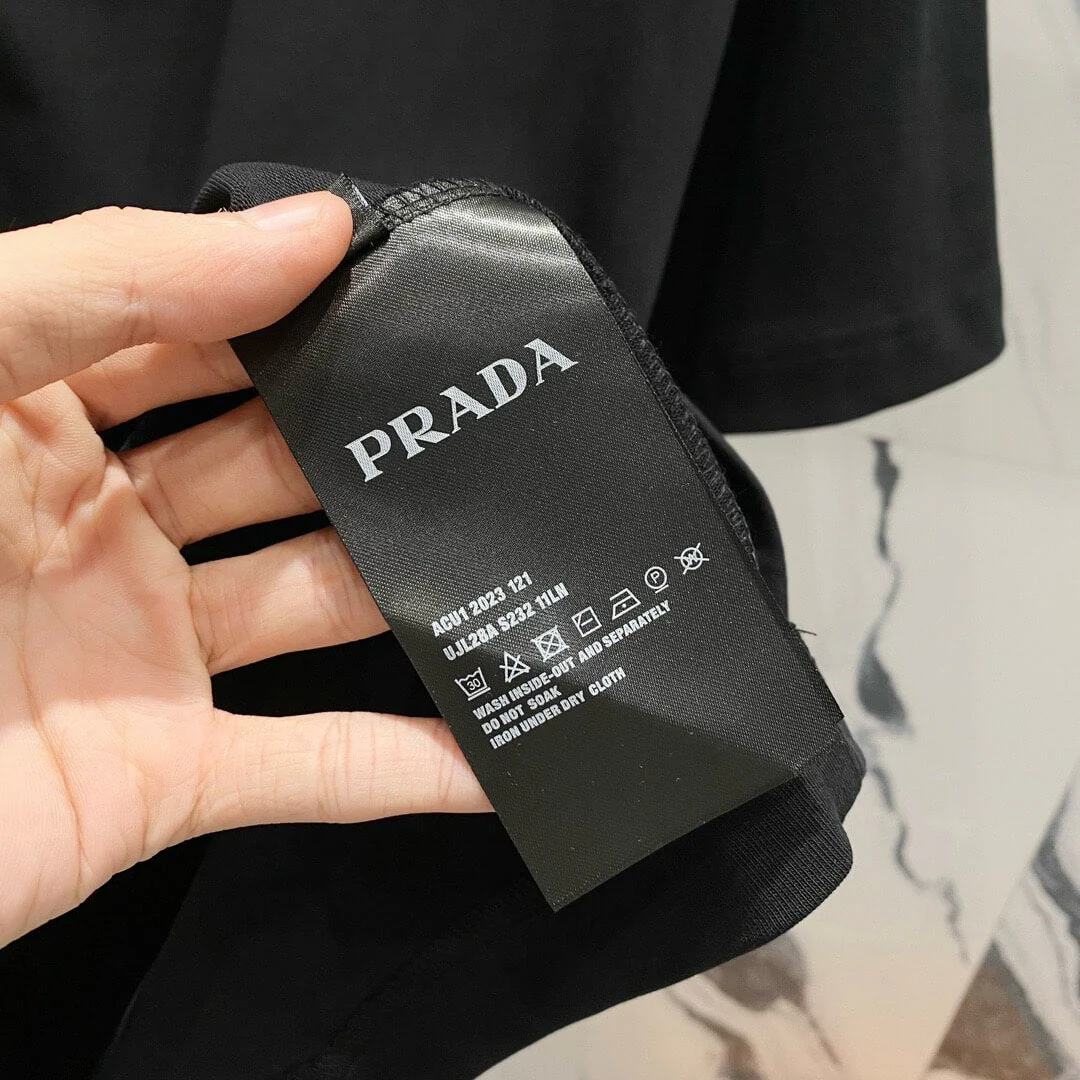 PRADA
ACU1 2023 121
UJL28A S232 11LN
30
P
W
WASH INSIDE-OUT AND SEPARATELY
DO NOT SOAK
IRON UNDER DRY CLOTH